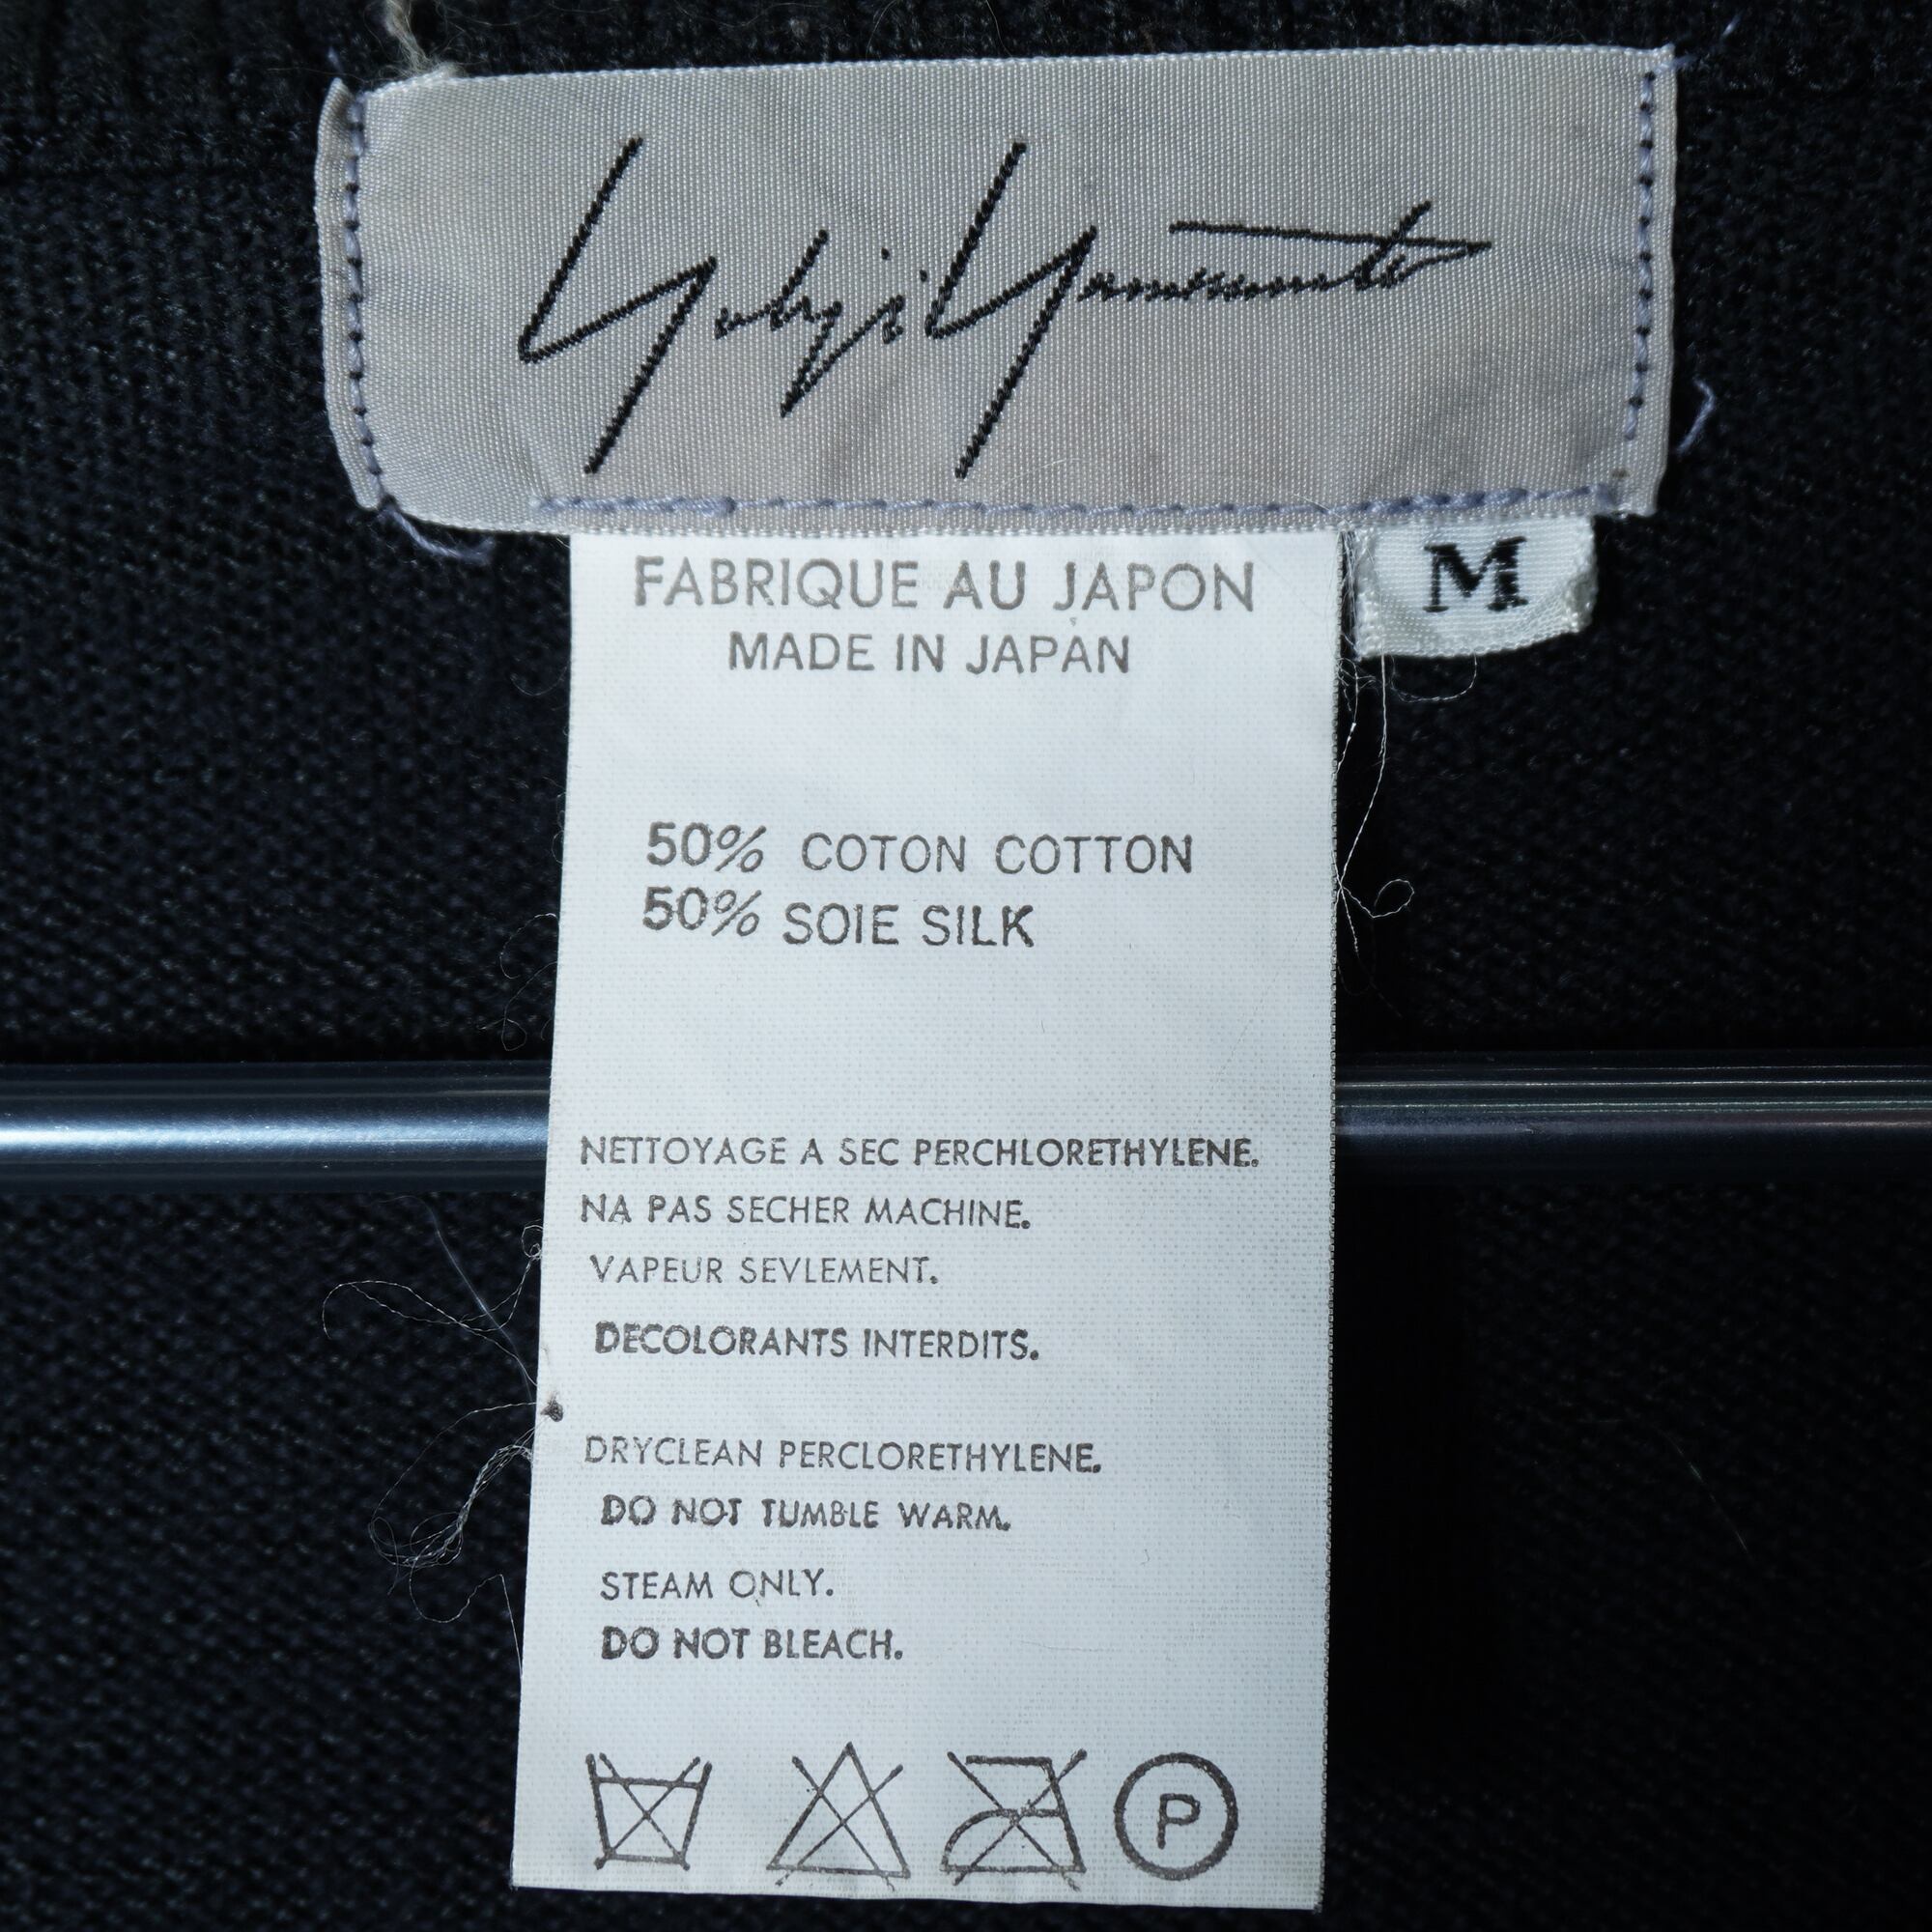 Yohji Yamamoto
M
FABRIQUE AU JAPON
MADE IN JAPAN
50% COTON COTTON
50% SOIE SILK
NETTOYAGE A SEC PERCHLORETHYLENE.
NA PAS SECHER MACHINE.
VAPEUR SEVLEMENT.
DECOLORANTS INTERDITS.
DRYCLEAN PERCLORETHYLENE.
DO NOT TUMBLE WARM.
STEAM ONLY.
DO NOT BLEACH.
P